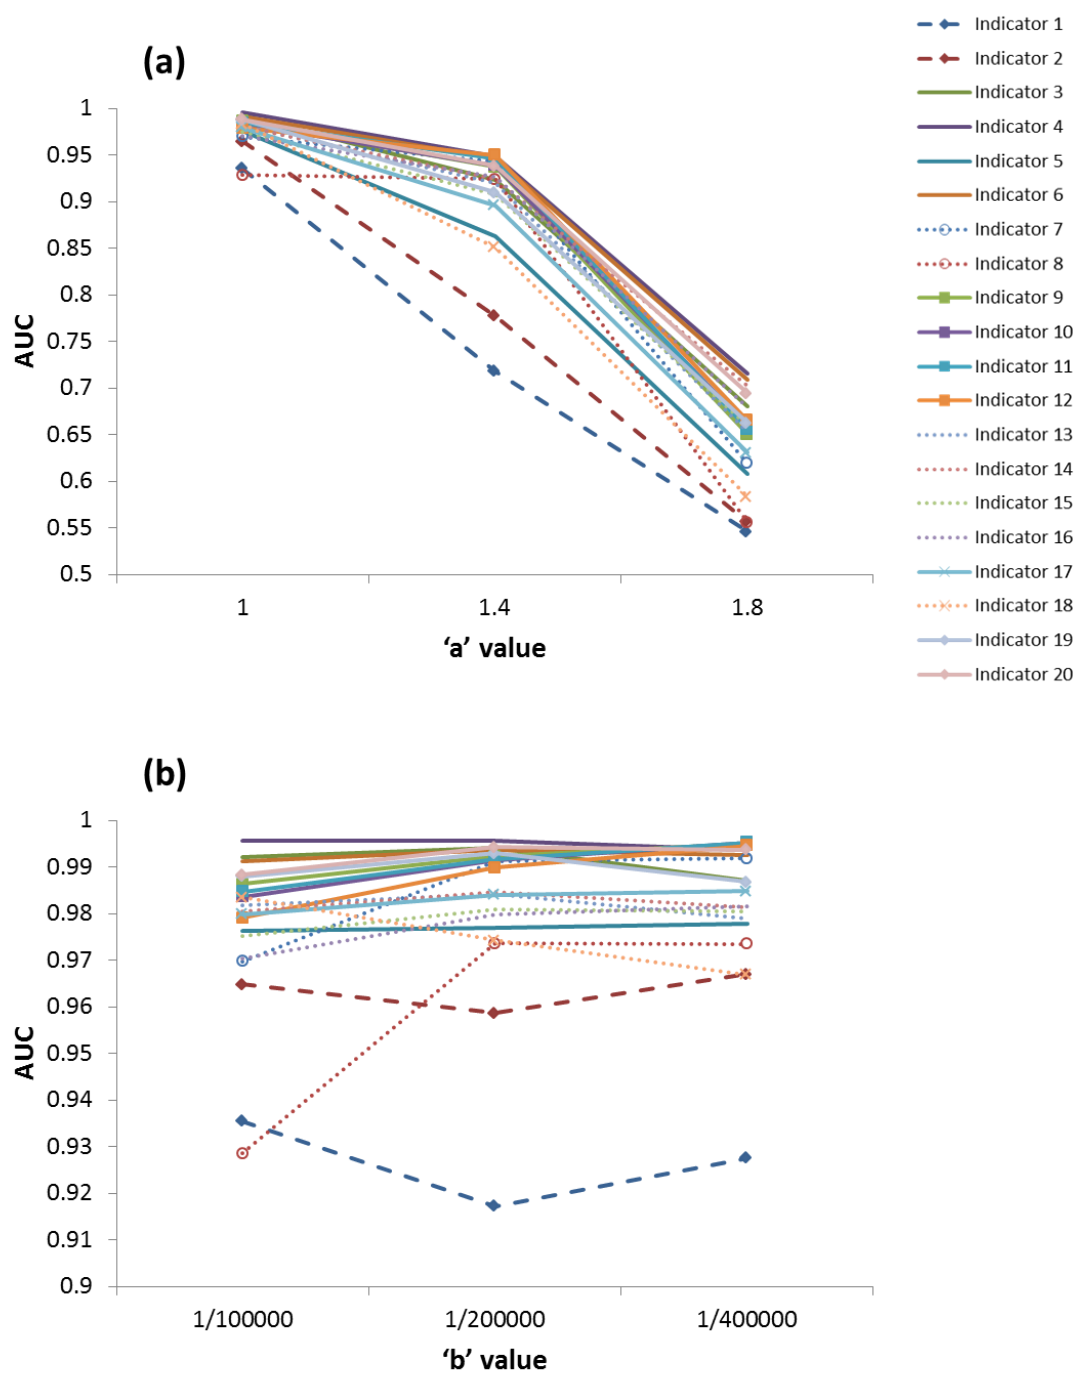 (a)
1
0.95
0.9
0.85
0.8
0.75
0.7
0.65
0.6
0.55
0.5
AUC
1 1.4 1.8
‘a’ value
Indicator 1
Indicator 2
Indicator 3
Indicator 4
Indicator 5
Indicator 6
Indicator 7
Indicator 8
Indicator 9
Indicator 10
Indicator 11
Indicator 12
Indicator 13
Indicator 14
Indicator 15
Indicator 16
Indicator 17
Indicator 18
Indicator 19
Indicator 20
(b)
1
0.99
0.98
0.97
0.96
0.95
0.94
0.93
0.92
0.91
0.9
AUC
1/100000 1/200000 1/400000
‘b’ value